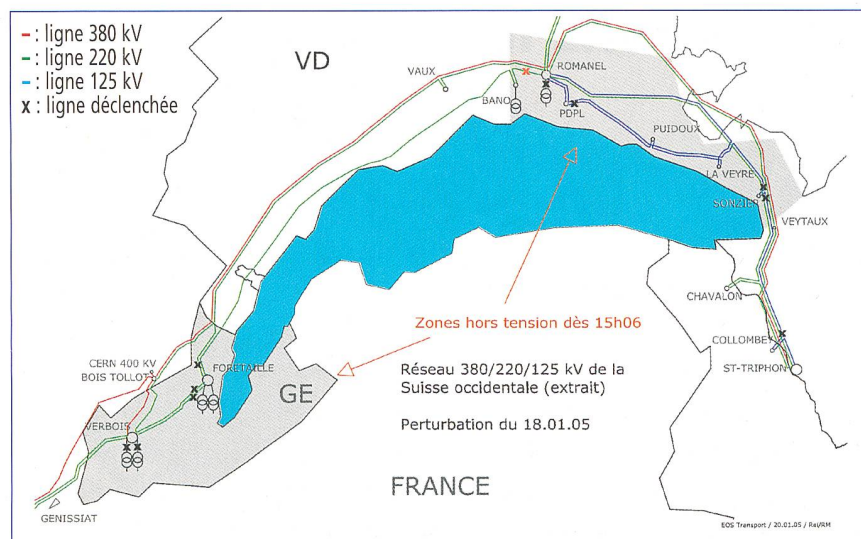 - : ligne 380 kV
- : ligne 220 kV
- : ligne 125 kV
x : ligne déclenchée
VD
VAUX
ROMANEL
BANO
PDPL
PUIDOUX
LA VEYRE
SONZIER
VEYTAUX
CHAVALON
COLLOMBEY
ST-TRIPHON
Zones hors tension dès 15h06
CERN 400 KV
BOIS TOLLOT
FORETAILLE
GE
VERBOIS
GENISSIAT
Réseau 380/220/125 kV de la
Suisse occidentale (extrait)
Perturbation du 18.01.05
FRANCE
EOS Transport / 20.01.05 / Ral/RM